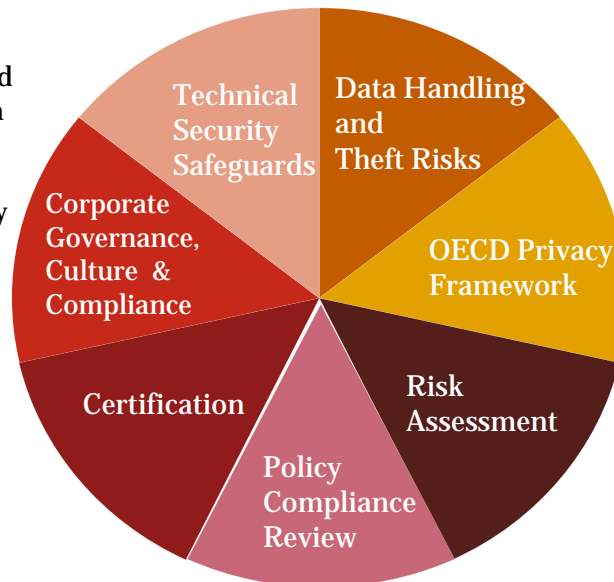 d
n
y
Technical
Security
Safeguards
Data Handling
and
Theft Risks
OECD Privacy
Framework
Risk
Assessment
Policy
Compliance
Review
Certification
Corporate
Governance,
Culture &
Compliance